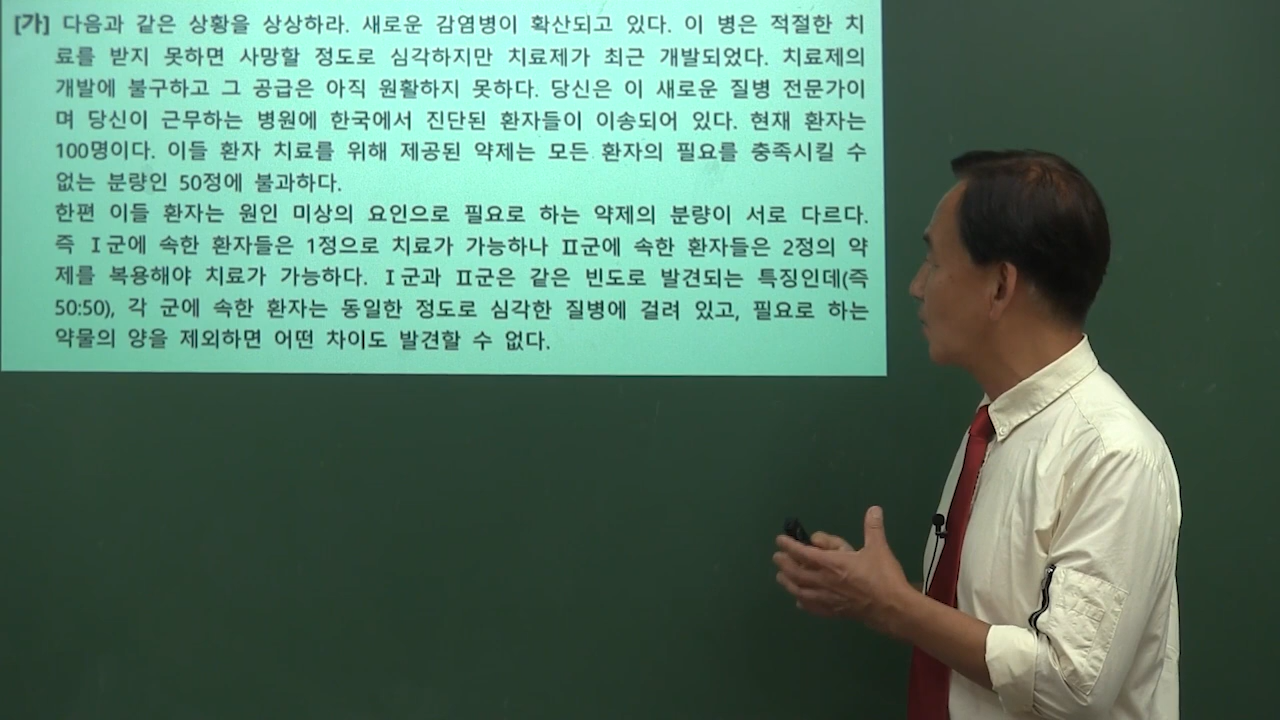 [가] 다음과 같은 상황을 상상하라. 새로운 감염병이 확산되고 있다. 이 병은 적절한 치
료를 받지 못하면 사망할 정도로 심각하지만 치료제가 최근 개발되었다. 치료제의
개발에 불구하고 그 공급은 아직 원활하지 못하다. 당신은 이 새로운 질병 전문가이
며 당신이 근무하는 병원에 한국에서 진단된 환자들이 이송되어 있다. 현재 환자는
100명이다. 이들 환자 치료를 위해 제공된 약제는 모든 환자의 필요를 충족시킬 수
없는 분량인 50정에 불과하다.
한편 이들 환자는 원인 미상의 요인으로 필요로 하는 약제의 분량이 서로 다르다.
즉 Ⅰ군에 속한 환자들은 1정으로 치료가 가능하나 Ⅱ군에 속한 환자들은 2정의 약
제를 복용해야 치료가 가능하다. Ⅰ군과 Ⅱ군은 같은 빈도로 발견되는 특징인데(즉
50:50), 각 군에 속한 환자는 동일한 정도로 심각한 질병에 걸려 있고, 필요로 하는
약물의 양을 제외하면 어떤 차이도 발견할 수 없다.